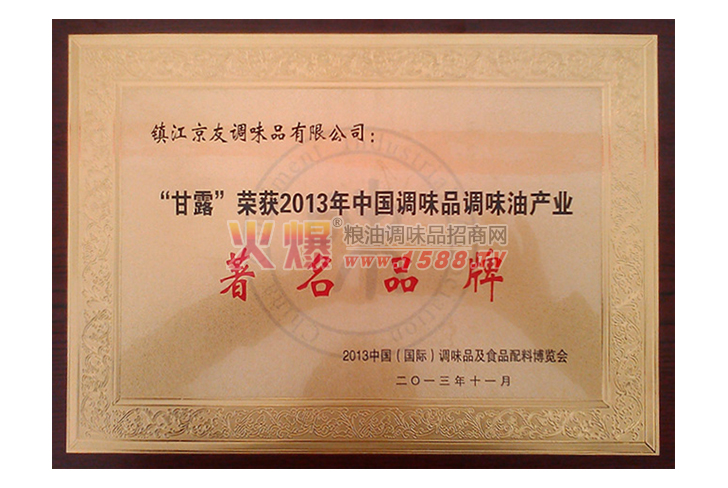 镇江京友调味品有限公司：
“甘露”荣获2013年中国调味品调味油产业
火爆®粮油调味品招商网
www.1588.TV
著名品牌
2013中国（国际）调味品及食品配料博览会
二〇一三年十一月